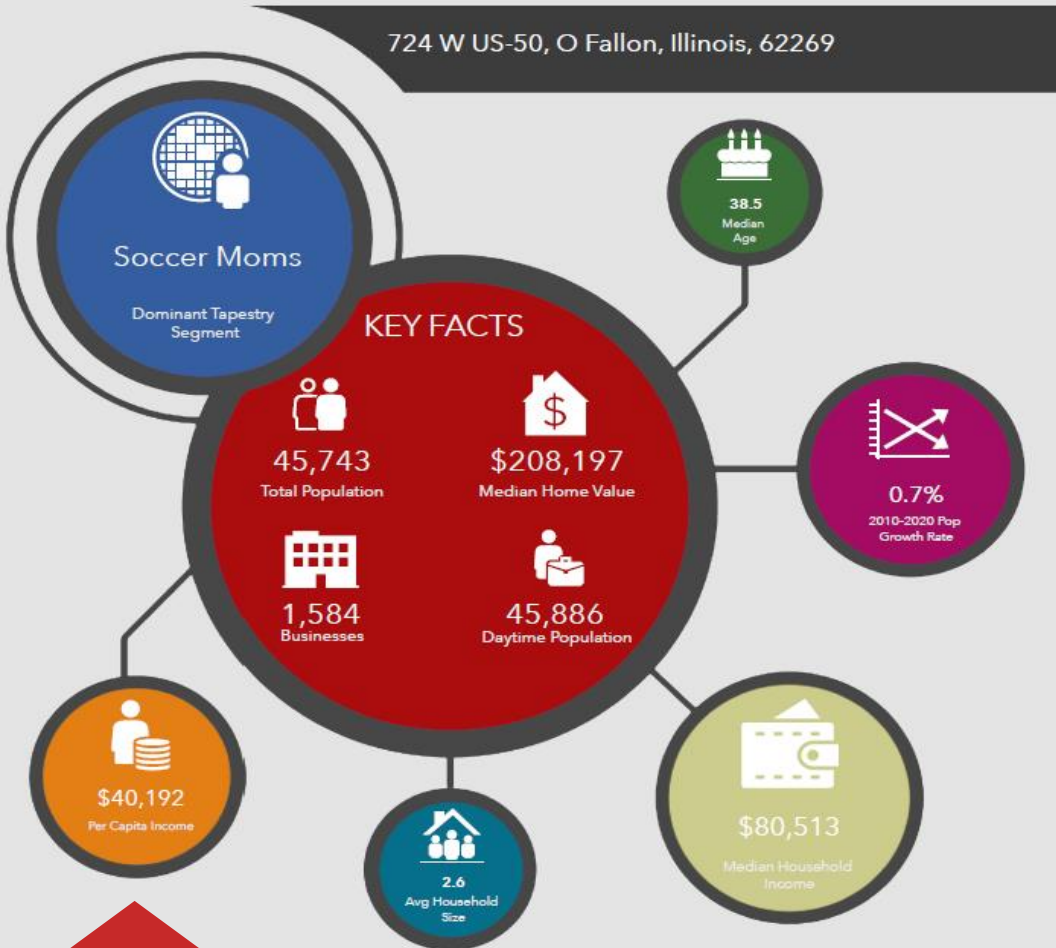 724 W US-50, O Fallon, Illinois, 62269
Soccer Moms
Dominant Tapestry
Segment
38.5
Median
Age
KEY FACTS
45,743
Total Population
$208,197
Median Home Value
1,584
Businesses
45,886
Daytime Population
0.7%
2010-2020 Pop
Growth Rate
$40,192
Per Capita Income
2.6
Avg Household
Size
$80,513
Median Household
Income